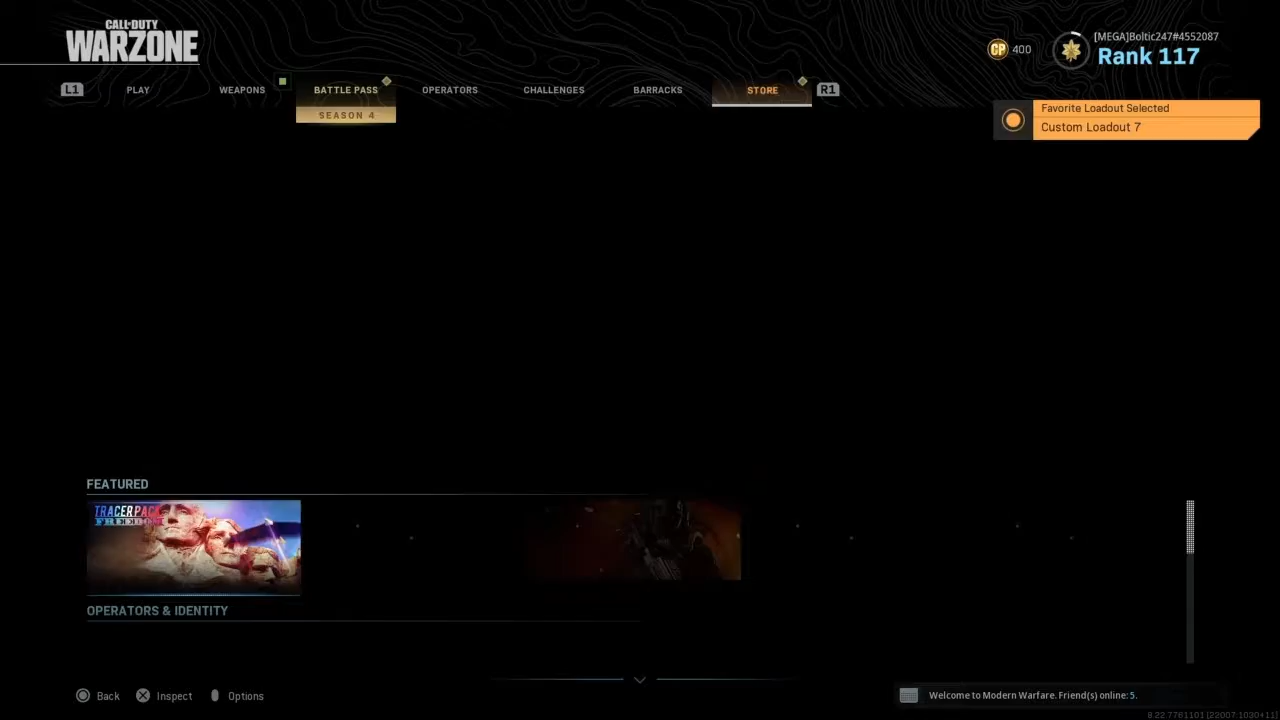 CALL OF DUTY
WARZONE
CP 400
[MEGA]Boltic247#4552087
Rank 117
L1 PLAY WEAPONS BATTLE PASS OPERATORS CHALLENGES BARRACKS STORE R1
SEASON 4
Favorite Loadout Selected
Custom Loadout 7
FEATURED
TRACER PACK
FREEDOM
OPERATORS & IDENTITY
Back Inspect Options
Welcome to Modern Warfare. Friend(s) online: 5.